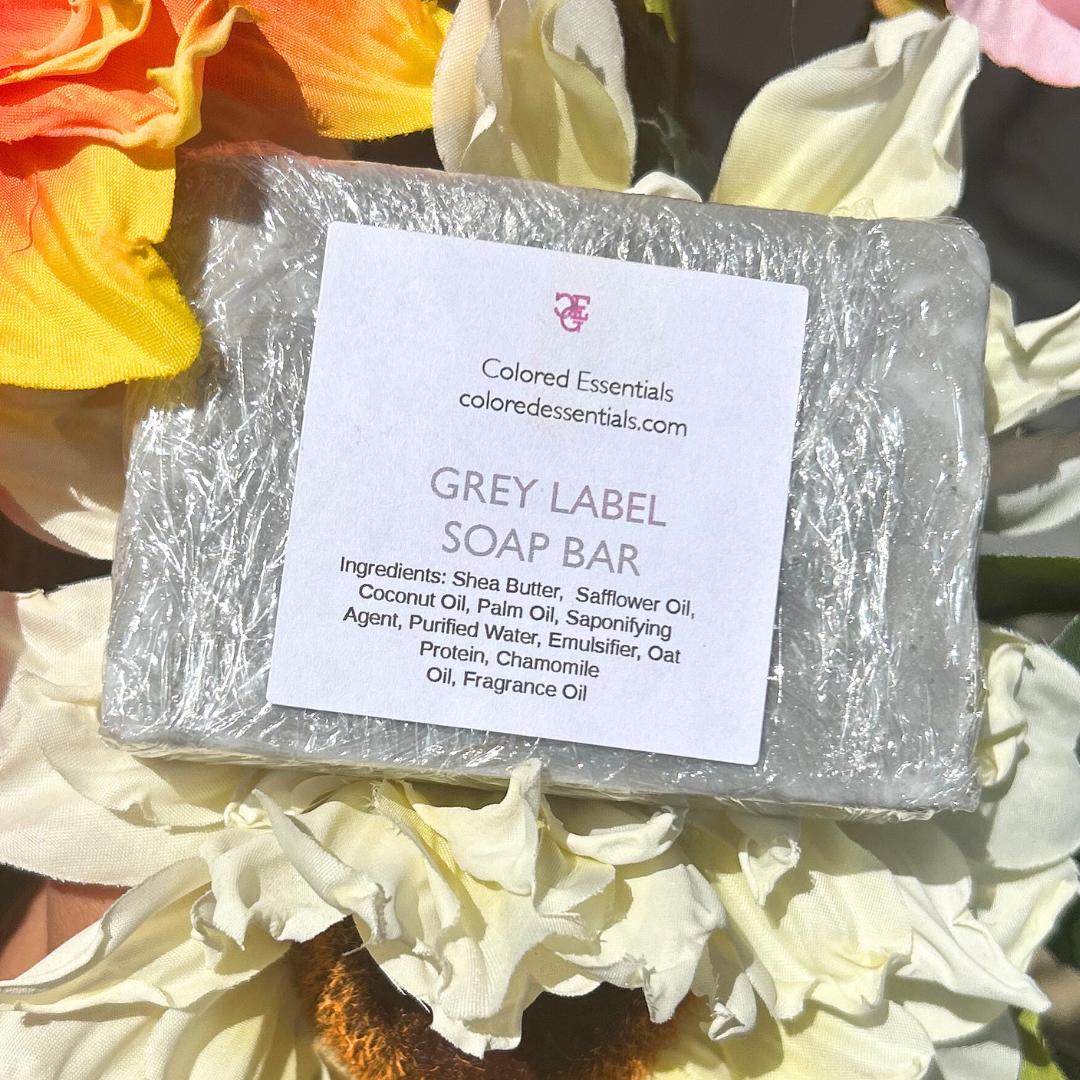 Colored Essentials
coloredessentials.com
GREY LABEL
SOAP BAR
Ingredients: Shea Butter, Safflower Oil,
Coconut Oil, Palm Oil, Saponifying
Agent, Purified Water, Emulsifier, Oat
Protein, Chamomile
Oil, Fragrance Oil